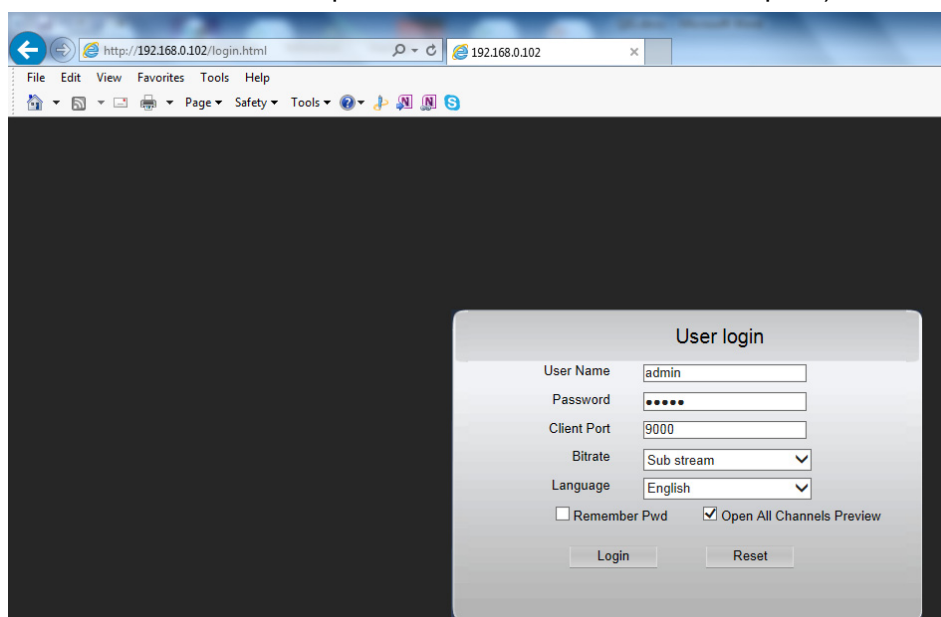 http://192.168.0.102/login.html
192.168.0.102
File Edit View Favorites Tools Help
Page Safety Tools
User login
User Name admin
Password •••••
Client Port 9000
Bitrate Sub stream
Language English
Remember Pwd Open All Channels Preview
Login Reset